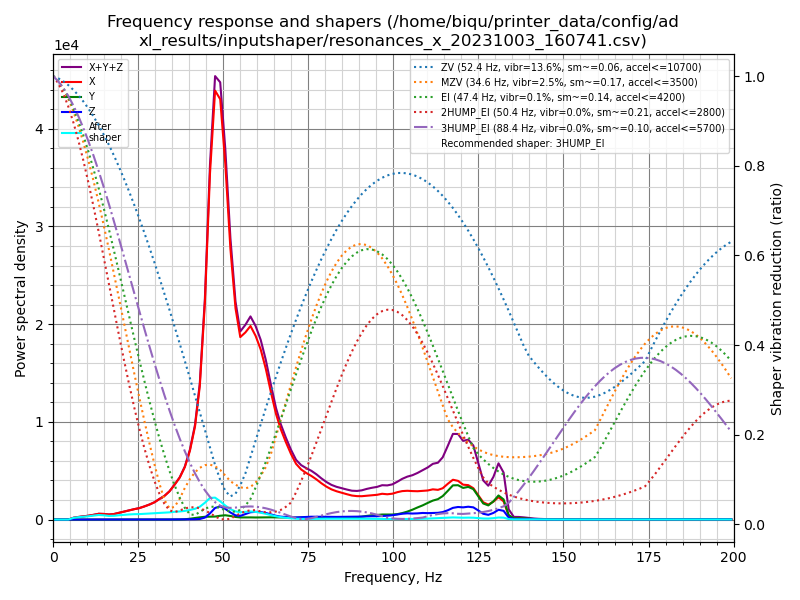 Frequency response and shapers (/home/biqu/printer_data/config/ad
xl_results/inputshaper/resonances_x_20231003_160741.csv)
1e4
X+Y+Z
X
Y
Z
After
shaper
ZV (52.4 Hz, vibr=13.6%, sm~=0.06, accel<=10700)
MZV (34.6 Hz, vibr=2.5%, sm~=0.17, accel<=3500)
EI (47.4 Hz, vibr=0.1%, sm~=0.14, accel<=4200)
2HUMP_EI (50.4 Hz, vibr=0.0%, sm~=0.21, accel<=2800)
3HUMP_EI (88.4 Hz, vibr=0.0%, sm~=0.10, accel<=5700)
Recommended shaper: 3HUMP_EI
Power spectral density
4
3
2
1
0
1.0
0.8
0.6
0.4
0.2
0.0
Shaper vibration reduction (ratio)
0 25 50 75 100 125 150 175 200
Frequency, Hz